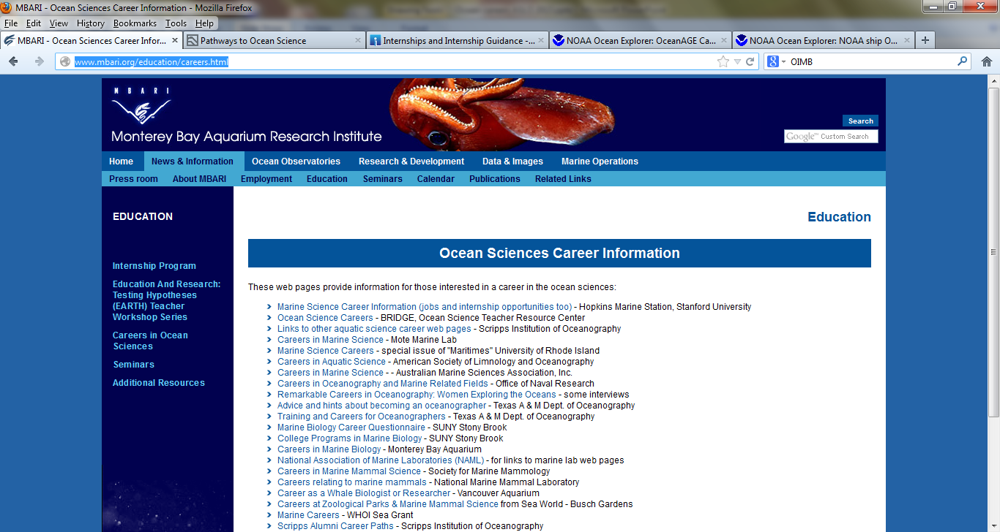 MBARI - Ocean Sciences Career Information - Mozilla Firefox
File Edit View History Bookmarks Tools Help
MBARI - Ocean Sciences Career Infor... Pathways to Ocean Science Internships and Internship Guidance -... NOAA Ocean Explorer: OceanAGE Ca... NOAA Ocean Explorer: NOAA ship O...
www.mbari.org/education/careers.html OIMB
MBARI
Monterey Bay Aquarium Research Institute
Search
Google™ Custom Search
Home News & Information Ocean Observatories Research & Development Data & Images Marine Operations
Press room About MBARI Employment Education Seminars Calendar Publications Related Links
EDUCATION
Internship Program
Education And Research:
Testing Hypotheses
(EARTH) Teacher
Workshop Series
Careers in Ocean
Sciences
Seminars
Additional Resources
Education
Ocean Sciences Career Information
These web pages provide information for those interested in a career in the ocean sciences:
Marine Science Career Information (jobs and internship opportunities too) - Hopkins Marine Station, Stanford University
Ocean Science Careers - BRIDGE, Ocean Science Teacher Resource Center
Links to other aquatic science career web pages - Scripps Institution of Oceanography
Careers in Marine Science - Mote Marine Lab
Marine Science Careers - special issue of "Maritimes" University of Rhode Island
Careers in Aquatic Science - American Society of Limnology and Oceanography
Careers in Marine Science - - Australian Marine Sciences Association, Inc.
Careers in Oceanography and Marine Related Fields - Office of Naval Research
Remarkable Careers in Oceanography: Women Exploring the Oceans - some interviews
Advice and hints about becoming an oceanographer - Texas A & M Dept. of Oceanography
Training and Careers for Oceanographers - Texas A & M Dept. of Oceanography
Marine Biology Career Questionnaire - SUNY Stony Brook
College Programs in Marine Biology - SUNY Stony Brook
Careers in Marine Biology - Monterey Bay Aquarium
National Association of Marine Laboratories (NAML) - for links to marine lab web pages
Careers in Marine Mammal Science - Society for Marine Mammology
Careers relating to marine mammals - National Marine Mammal Laboratory
Career as a Whale Biologist or Researcher - Vancouver Aquarium
Careers at Zoological Parks & Marine Mammal Science from Sea World - Busch Gardens
Marine Careers - WHOI Sea Grant
Scripps Alumni Career Paths - Scripps Institution of Oceanography